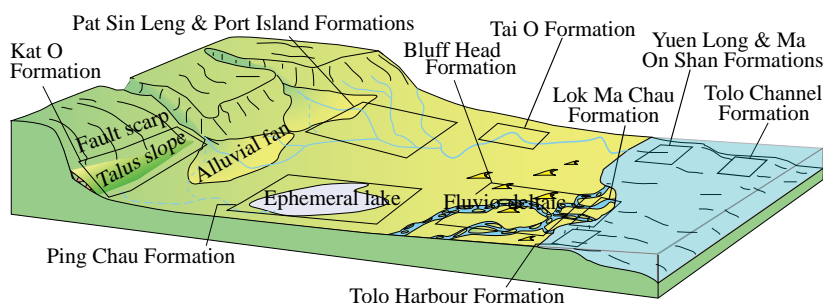 Pat Sin Leng & Port Island Formations
Kat O
Formation
Bluff Head
Formation
Tai O Formation
Yuen Long & Ma
On Shan Formations
Lok Ma Chau
Formation
Tolo Channel
Formation
Fault scarp
Talus slope
Alluvial fan
Ephemeral lake
Fluvio-deltaic
Ping Chau Formation
Tolo Harbour Formation